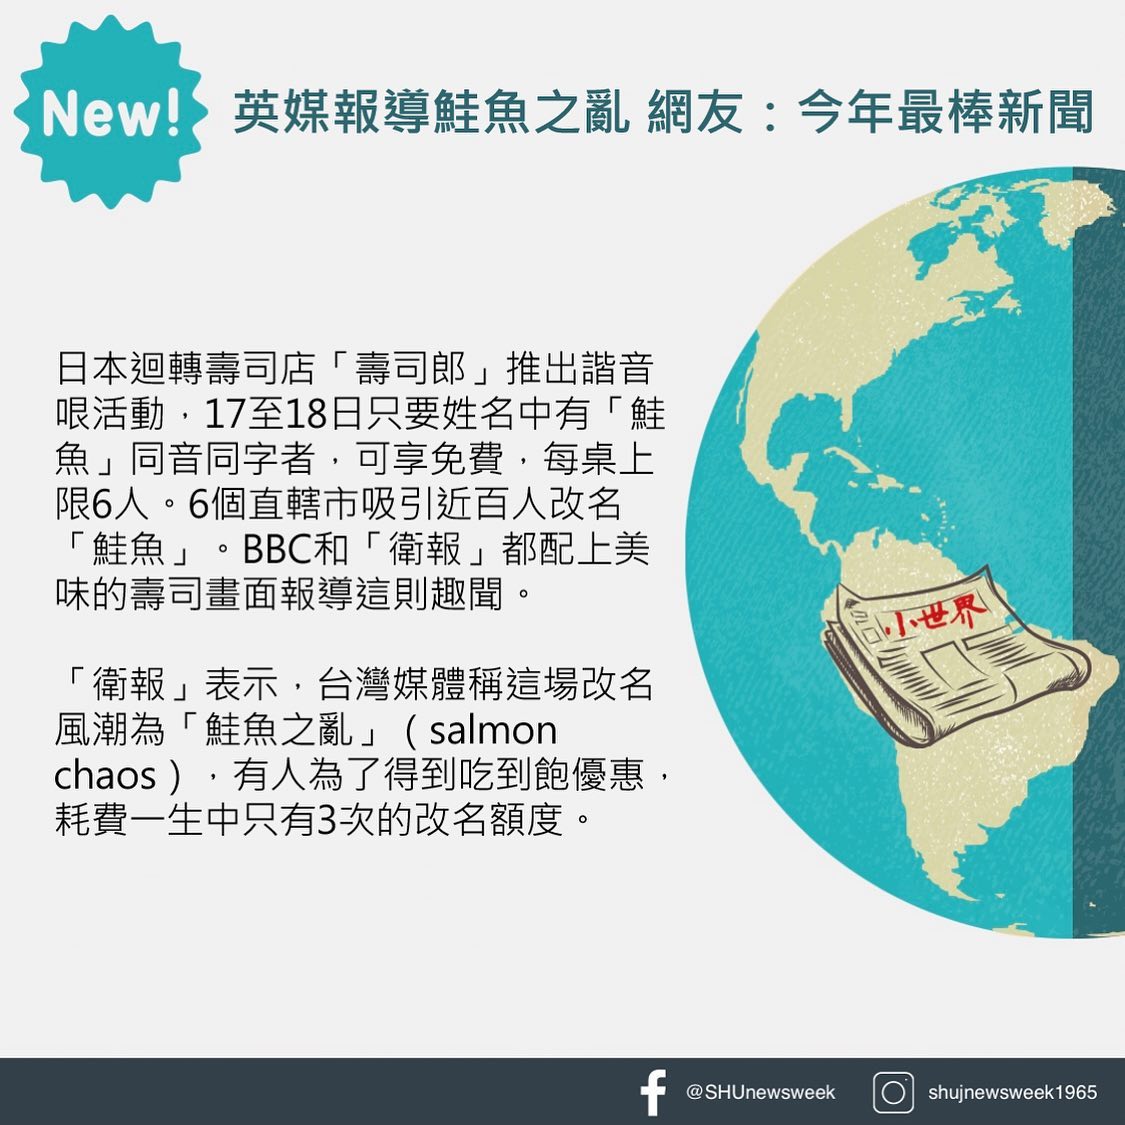 New!
英媒報導鮭魚之亂 網友：今年最棒新聞
日本迴轉壽司店「壽司郎」推出諧音
哏活動，17至18日只要姓名中有「鮭
魚」同音同字者，可享免費，每桌上
限6人。6個直轄市吸引近百人改名
「鮭魚」。BBC和「衛報」都配上美
味的壽司畫面報導這則趣聞。
「衛報」表示，台灣媒體稱這場改名
風潮為「鮭魚之亂」（salmon
chaos），有人為了得到吃到飽優惠，
耗費一生中只有3次的改名額度。
小世界
@SHUnewsweek
shujnewsweek1965